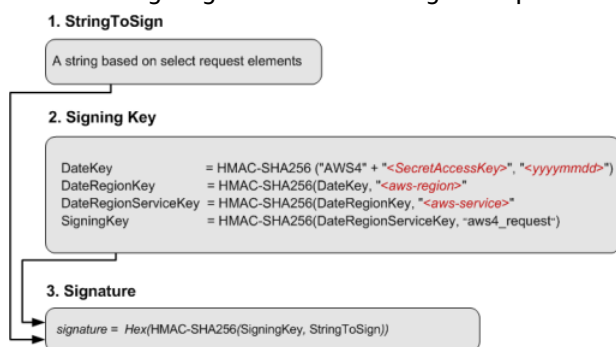 1. StringToSign
A string based on select request elements
2. Signing Key
DateKey = HMAC-SHA256 ("AWS4" + "<SecretAccessKey>", "<yyyymmdd>")
DateRegionKey = HMAC-SHA256(DateKey, "<aws-region>"
DateRegionServiceKey = HMAC-SHA256(DateRegionKey, "<aws-service>"
SigningKey = HMAC-SHA256(DateRegionServiceKey, "aws4_request")
3. Signature
signature = Hex(HMAC-SHA256(SigningKey, StringToSign))